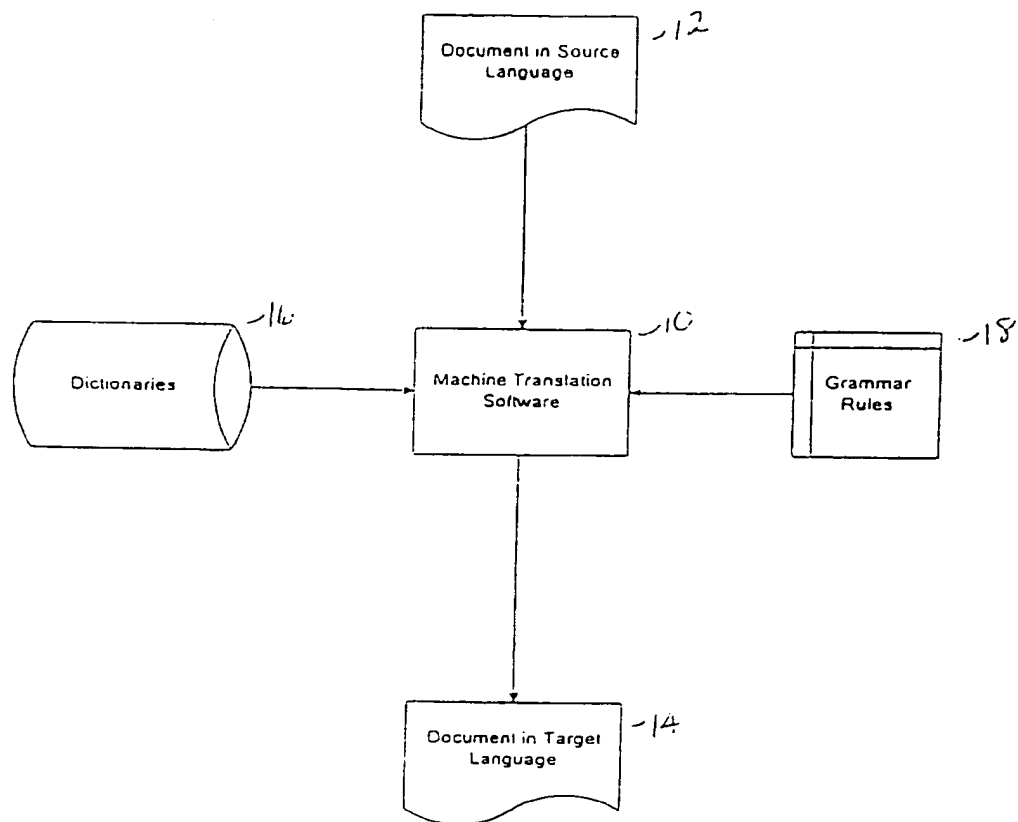 Document in Source
Language
12
Dictionaries
16
Machine Translation
Software
10
Grammar
Rules
18
Document in Target
Language
14